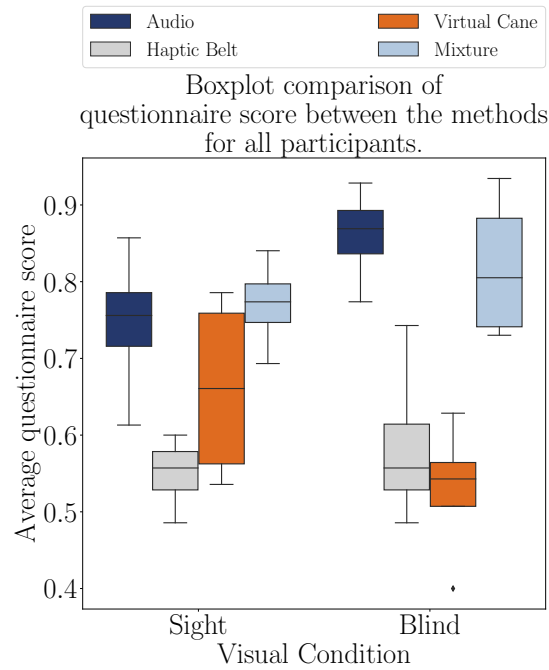 Audio
Haptic Belt
Virtual Cane
Mixture
Boxplot comparison of
questionnaire score between the methods
for all participants.
Average questionnaire score
0.9
0.8
0.7
0.6
0.5
0.4
Sight
Blind
Visual Condition